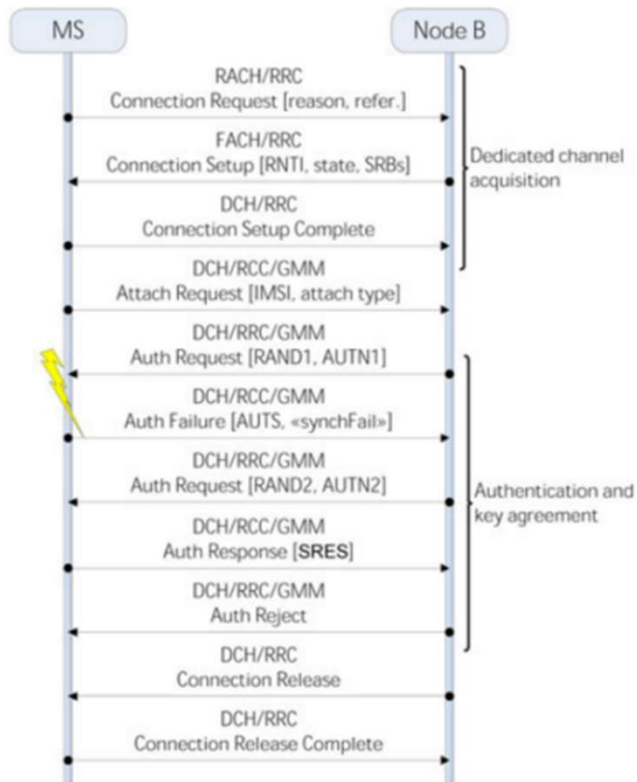 MS
Node B
RACH/RRC
Connection Request [reason, refer.]
FACH/RRC
Connection Setup [RNTI, state, SRBs]
Dedicated channel
acquisition
DCH/RRC
Connection Setup Complete
DCH/RCC/GMM
Attach Request [IMSI, attach type]
DCH/RRC/GMM
Auth Request [RAND1, AUTN1]
DCH/RCC/GMM
Auth Failure [AUTS, «synchFail»]
DCH/RRC/GMM
Auth Request [RAND2, AUTN2]
Authentication and
key agreement
DCH/RCC/GMM
Auth Response [SRES]
DCH/RRC/GMM
Auth Reject
DCH/RRC
Connection Release
DCH/RRC
Connection Release Complete